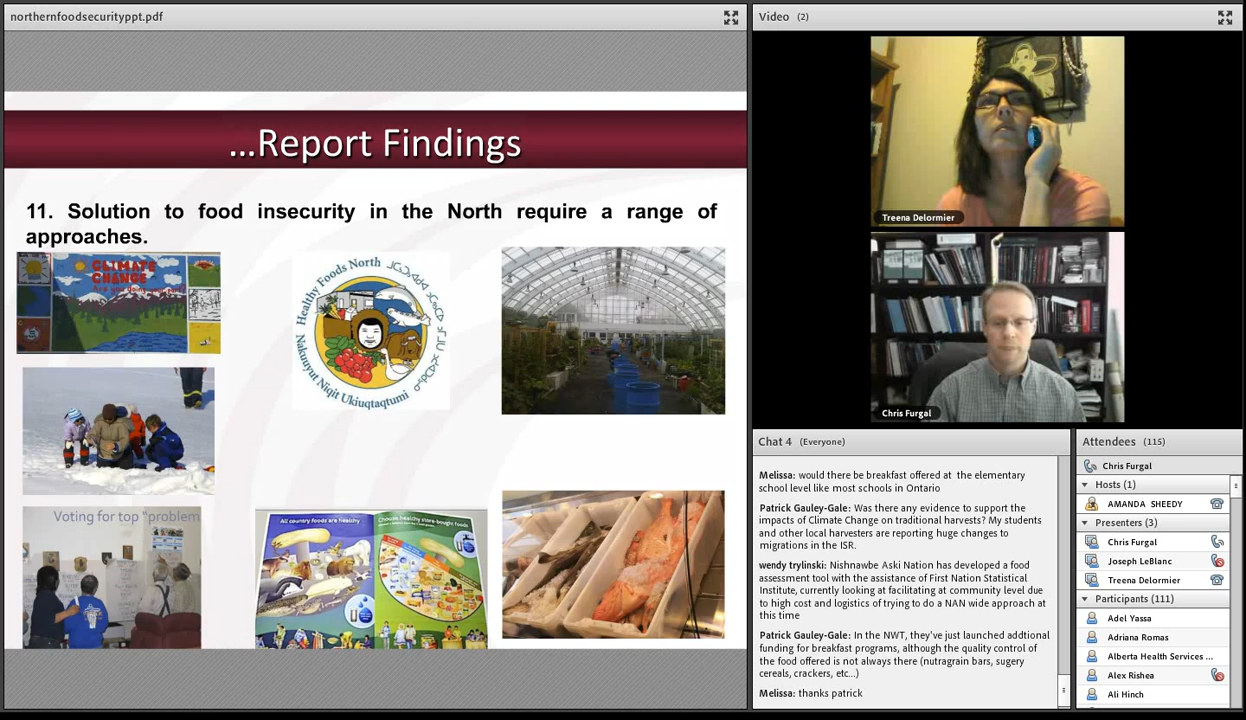 northernfoodsecurityppt.pdf
...Report Findings
11. Solution to food insecurity in the North require a range of
approaches.
CLIMATE
CHANGE
Healthy Foods North
Nakuuyut Niqit Ukiuqtaqtumi
Voting for top "problem
All country foods are healthy
Choose healthy store-bought foods
Video (2)
Treena Delormier
Chris Furgal
Chat 4 (Everyone)
Melissa: would there be breakfast offered at the elementary
school level like most schools in Ontario
Patrick Gauley-Gale: Was there any evidence to support the
impacts of Climate Change on traditional harvests? My students
and other local harvesters are reporting huge changes to
migrations in the ISR.
wendy trylinski: Nishnawbe Aski Nation has developed a food
assessment tool with the assistance of First Nation Statistical
Institute, currently looking at facilitating at community level due
to high cost and logistics of trying to do a NAN wide approach at
this time
Patrick Gauley-Gale: In the NWT, they've just launched addtional
funding for breakfast programs, although the quality control of
the food offered is not always there (nutragrain bars, sugery
cereals, crackers, etc...)
Melissa: thanks patrick
Attendees (115)
Chris Furgal
Hosts (1)
AMANDA SHEEDY
Presenters (3)
Chris Furgal
Joseph LeBlanc
Treena Delormier
Participants (111)
Adel Yassa
Adriana Romas
Alberta Health Services ...
Alex Rishea
Ali Hinch